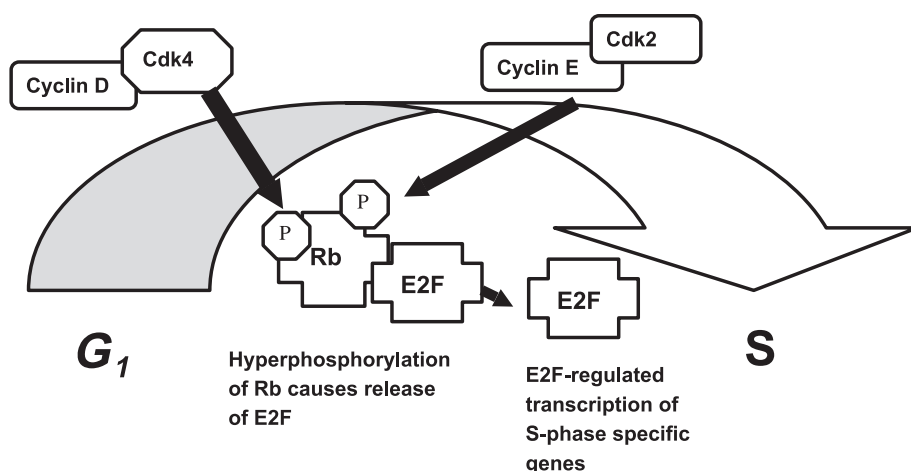 Cyclin D
Cdk4
Cyclin E
Cdk2
P
P
Rb
E2F
E2F
G1
S
Hyperphosphorylation
of Rb causes release
of E2F
E2F-regulated
transcription of
S-phase specific
genes